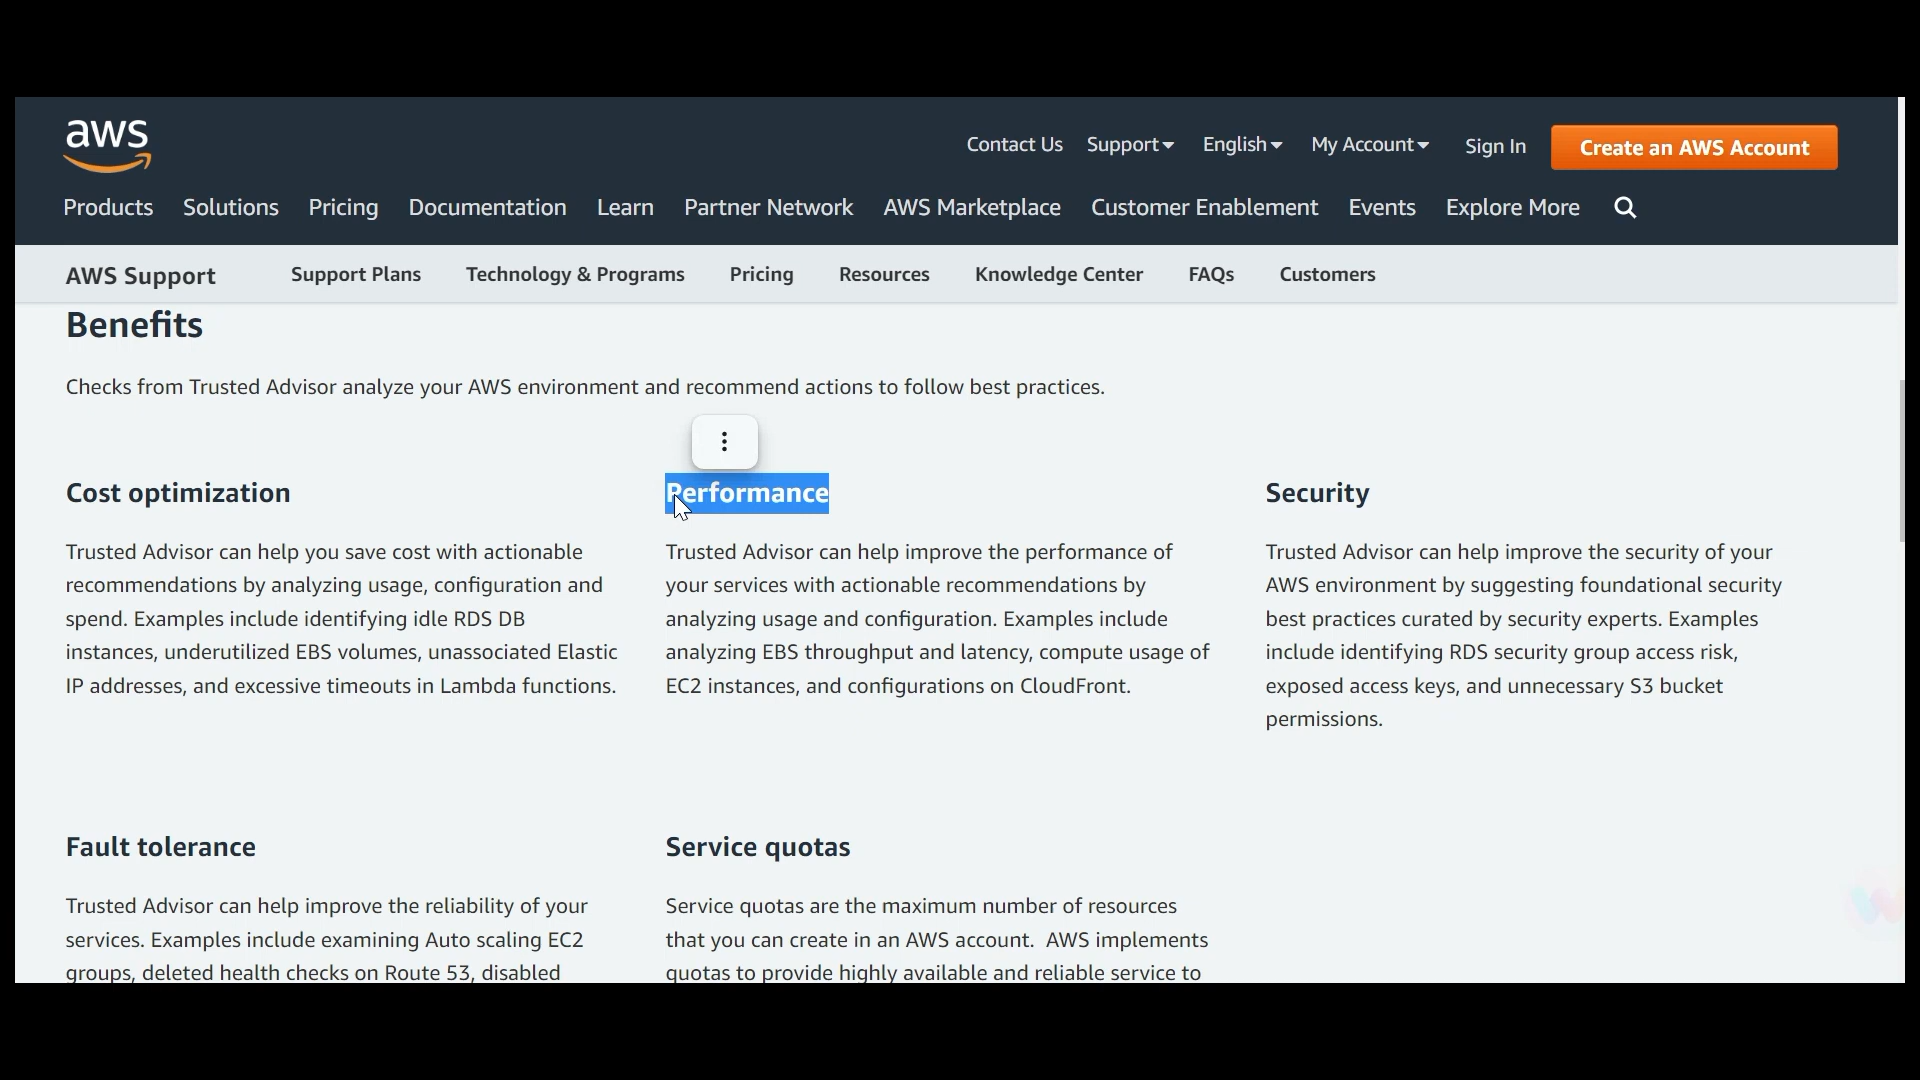 aws
Contact Us Support English My Account Sign In Create an AWS Account
Products Solutions Pricing Documentation Learn Partner Network AWS Marketplace Customer Enablement Events Explore More
AWS Support Support Plans Technology & Programs Pricing Resources Knowledge Center FAQs Customers
Benefits
Checks from Trusted Advisor analyze your AWS environment and recommend actions to follow best practices.
Cost optimization
Trusted Advisor can help you save cost with actionable
recommendations by analyzing usage, configuration and
spend. Examples include identifying idle RDS DB
instances, underutilized EBS volumes, unassociated Elastic
IP addresses, and excessive timeouts in Lambda functions.
Performance
Trusted Advisor can help improve the performance of
your services with actionable recommendations by
analyzing usage and configuration. Examples include
analyzing EBS throughput and latency, compute usage of
EC2 instances, and configurations on CloudFront.
Security
Trusted Advisor can help improve the security of your
AWS environment by suggesting foundational security
best practices curated by security experts. Examples
include identifying RDS security group access risk,
exposed access keys, and unnecessary S3 bucket
permissions.
Fault tolerance
Trusted Advisor can help improve the reliability of your
services. Examples include examining Auto scaling EC2
groups, deleted health checks on Route 53, disabled
Service quotas
Service quotas are the maximum number of resources
that you can create in an AWS account. AWS implements
quotas to provide highly available and reliable service to